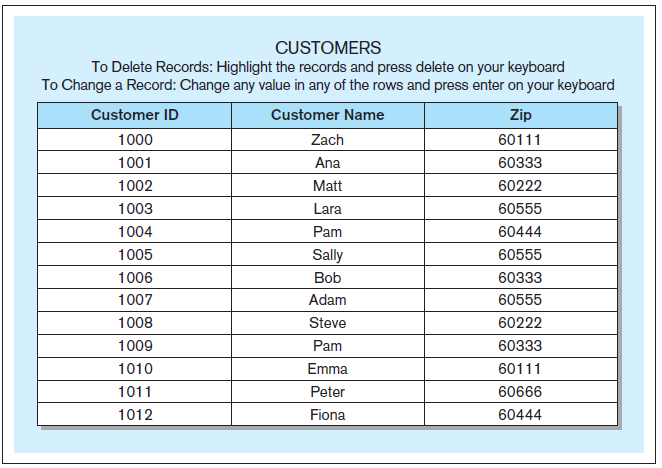 CUSTOMERS
To Delete Records: Highlight the records and press delete on your keyboard
To Change a Record: Change any value in any of the rows and press enter on your keyboard
Customer ID Customer Name Zip
1000 Zach 60111
1001 Ana 60333
1002 Matt 60222
1003 Lara 60555
1004 Pam 60444
1005 Sally 60555
1006 Bob 60333
1007 Adam 60555
1008 Steve 60222
1009 Pam 60333
1010 Emma 60111
1011 Peter 60666
1012 Fiona 60444